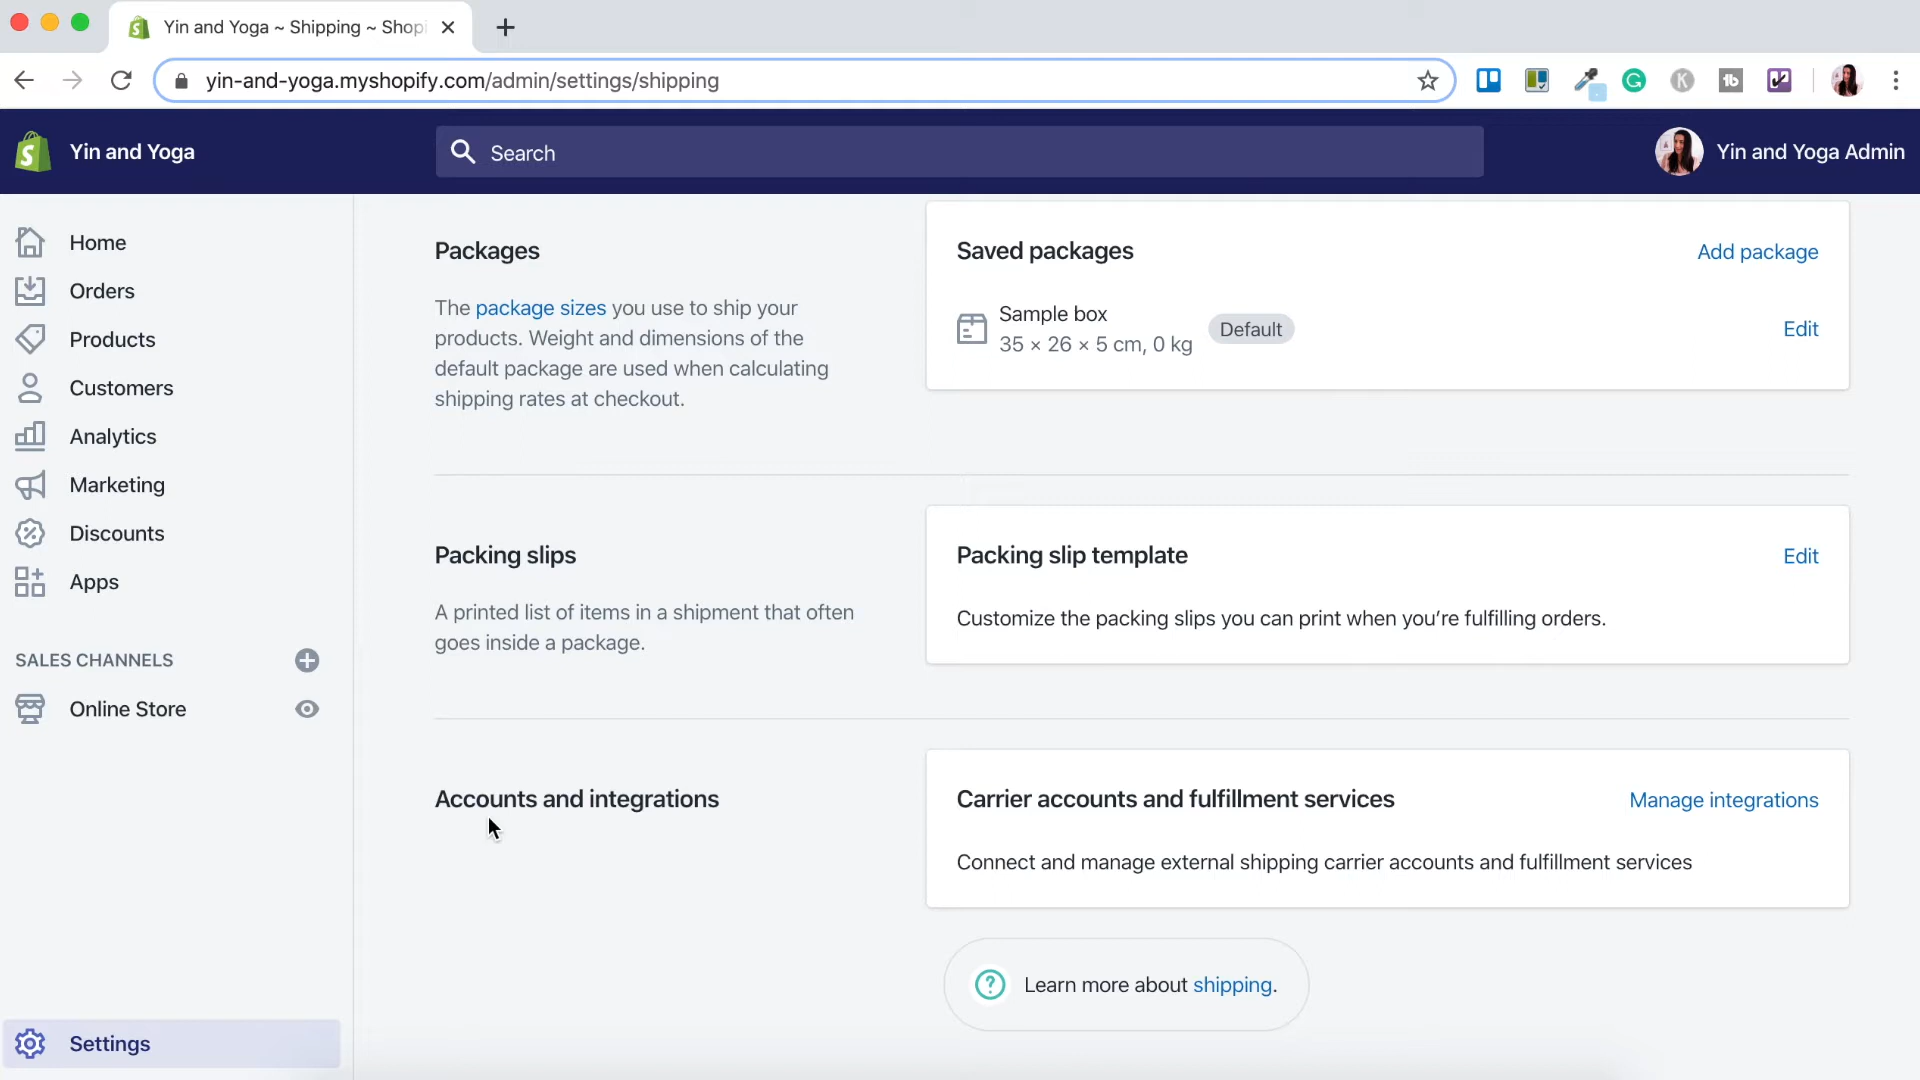 Yin and Yoga ~ Shipping ~ Shopi
yin-and-yoga.myshopify.com/admin/settings/shipping
Yin and Yoga
Search
Yin and Yoga Admin
Home
Orders
Products
Customers
Analytics
Marketing
Discounts
Apps
SALES CHANNELS
Online Store
Settings
Packages
The package sizes you use to ship your
products. Weight and dimensions of the
default package are used when calculating
shipping rates at checkout.
Saved packages
Add package
Sample box
35 × 26 × 5 cm, 0 kg
Default
Edit
Packing slips
A printed list of items in a shipment that often
goes inside a package.
Packing slip template
Edit
Customize the packing slips you can print when you’re fulfilling orders.
Accounts and integrations
Carrier accounts and fulfillment services
Manage integrations
Connect and manage external shipping carrier accounts and fulfillment services
Learn more about shipping.